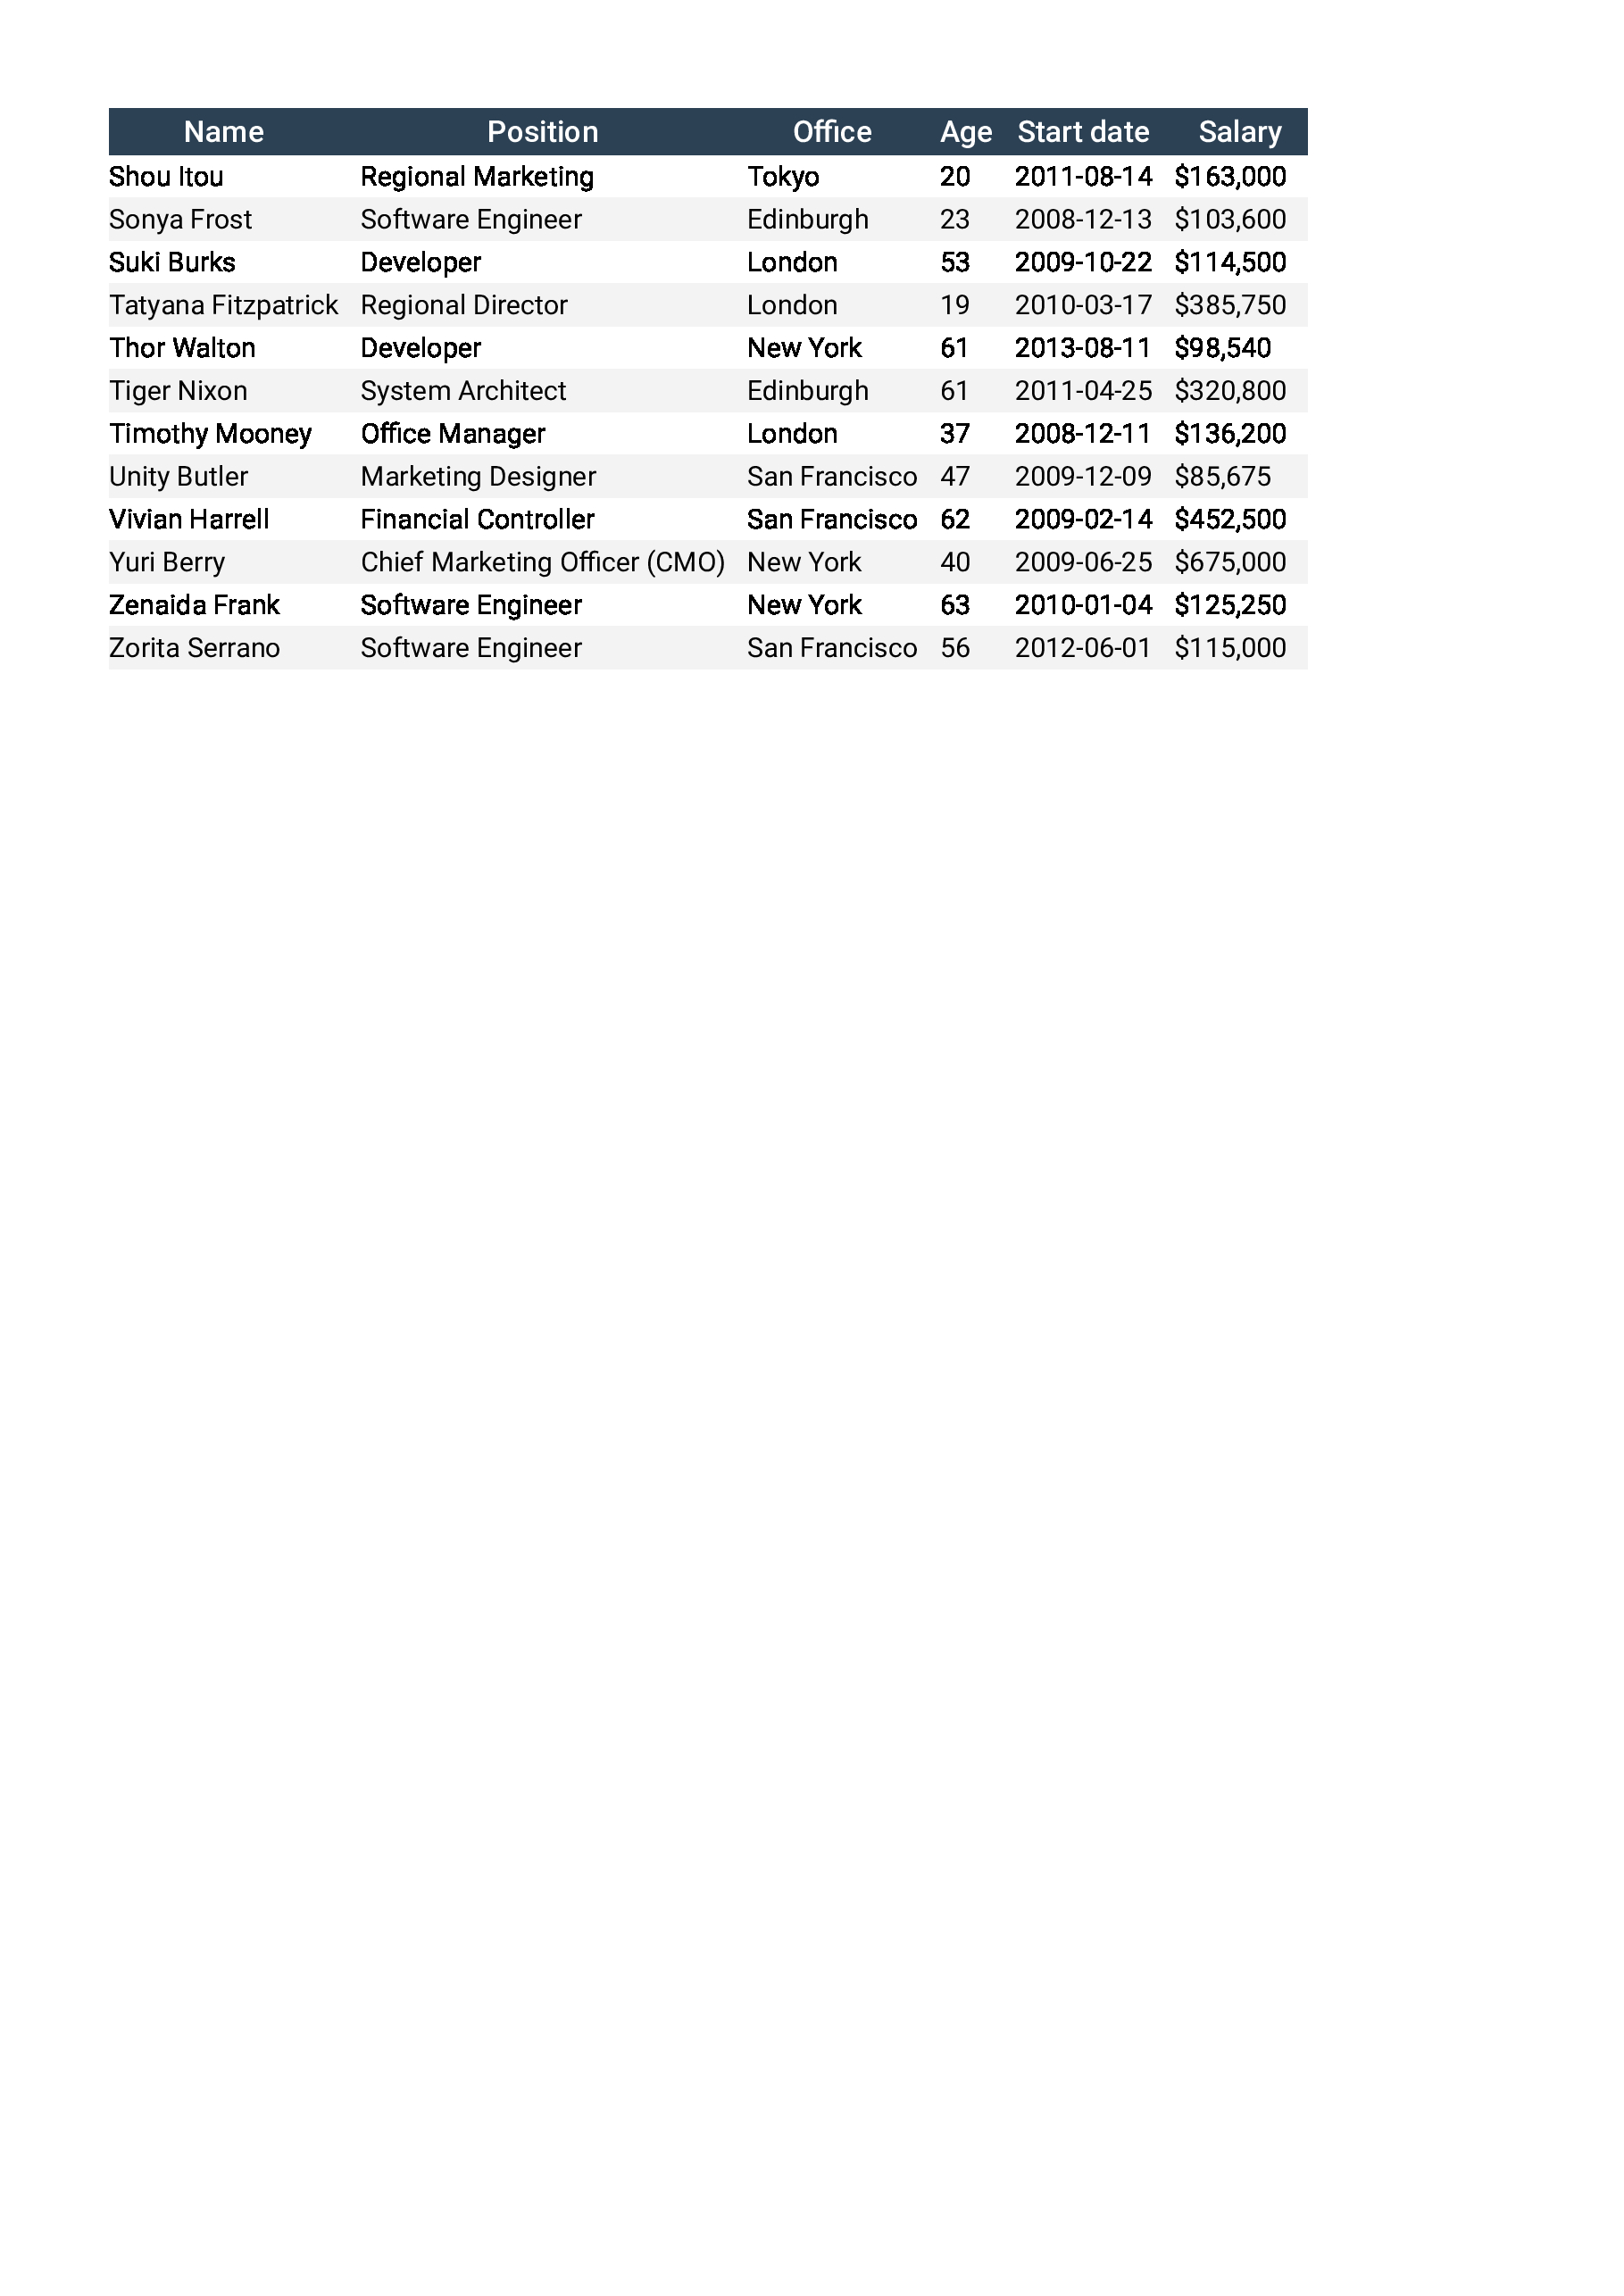 Name Position Office Age Start date Salary
Shou Itou Regional Marketing Tokyo 20 2011-08-14 $163,000
Sonya Frost Software Engineer Edinburgh 23 2008-12-13 $103,600
Suki Burks Developer London 53 2009-10-22 $114,500
Tatyana Fitzpatrick Regional Director London 19 2010-03-17 $385,750
Thor Walton Developer New York 61 2013-08-11 $98,540
Tiger Nixon System Architect Edinburgh 61 2011-04-25 $320,800
Timothy Mooney Office Manager London 37 2008-12-11 $136,200
Unity Butler Marketing Designer San Francisco 47 2009-12-09 $85,675
Vivian Harrell Financial Controller San Francisco 62 2009-02-14 $452,500
Yuri Berry Chief Marketing Officer (CMO) New York 40 2009-06-25 $675,000
Zenaida Frank Software Engineer New York 63 2010-01-04 $125,250
Zorita Serrano Software Engineer San Francisco 56 2012-06-01 $115,000